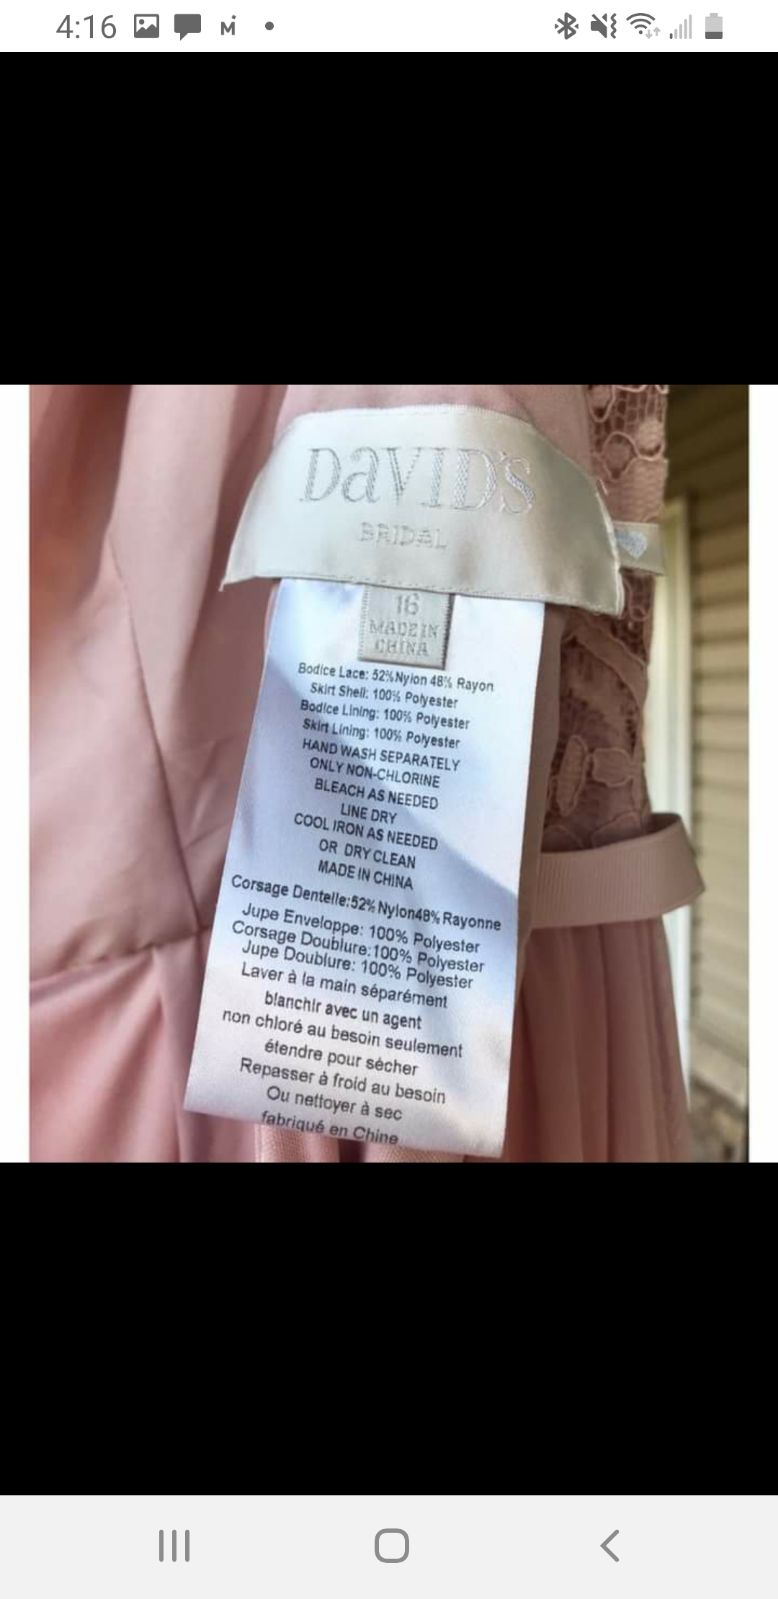 4:16
DaVID'S
BRIDAL
16
MADE IN
CHINA
Bodice Lace: 52%Nylon 48% Rayon
Skirt Shell: 100% Polyester
Bodice Lining: 100% Polyester
Skirt Lining: 100% Polyester
HAND WASH SEPARATELY
ONLY NON-CHLORINE
BLEACH AS NEEDED
LINE DRY
COOL IRON AS NEEDED
OR DRY CLEAN
MADE IN CHINA
Corsage Dentelle:52% Nylon48% Rayonne
Jupe Enveloppe: 100% Polyester
Corsage Doublure:100% Polyester
Jupe Doublure: 100% Polyester
Laver à la main séparément
blanchir avec un agent
non chloré au besoin seulement
étendre pour sécher
Repasser à froid au besoin
Ou nettoyer à sec
fabriqué en Chine